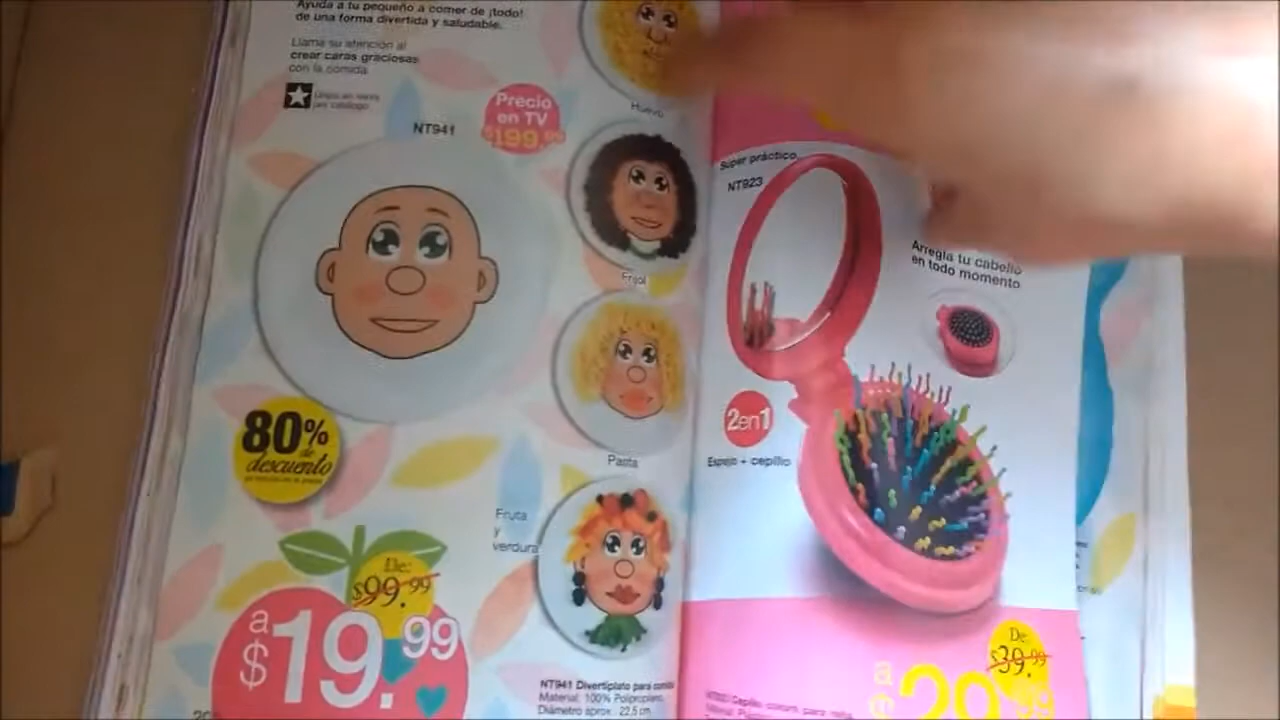 Ayuda a tu pequeño a comer de ¡todo!
de una forma divertida y saludable.
Llama su atención al
crear caras graciosas
con la comida
NT941
Precio
en TV
$199.
Huevo
Frijol
Pasta
Fruta
y
verdura
80%
de
descuento
De:
$99.99
a
$19.99
NT941 Divertiplato para comida
Material: 100% Polipropileno.
Diámetro aprox.: 22,5 cm
Súper práctico
NT923
Arregla tu cabello
en todo momento
2en1
Espejo + cepillo
De:
$39.99